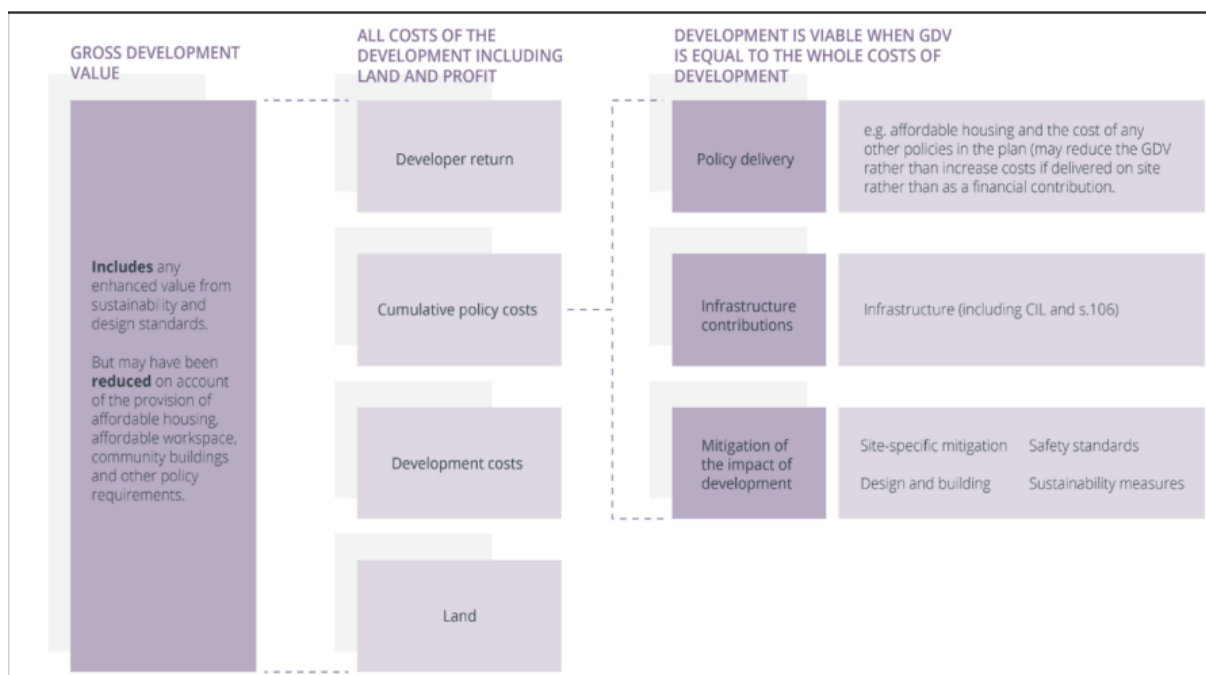 GROSS DEVELOPMENT
VALUE
Includes any
enhanced value from
sustainability and
design standards.
But may have been
reduced on account
of the provision of
affordable housing,
affordable workspace,
community buildings
and other policy
requirements.
ALL COSTS OF THE
DEVELOPMENT INCLUDING
LAND AND PROFIT
Developer return
Cumulative policy costs
Development costs
Land
DEVELOPMENT IS VIABLE WHEN GDV
IS EQUAL TO THE WHOLE COSTS OF
DEVELOPMENT
Policy delivery
e.g. affordable housing and the cost of any
other policies in the plan (may reduce the GDV
rather than increase costs if delivered on site
rather than as a financial contribution.
Infrastructure
contributions
Infrastructure (including CIL and s.106)
Mitigation of
the impact of
development
Site-specific mitigation
Safety standards
Design and building
Sustainability measures